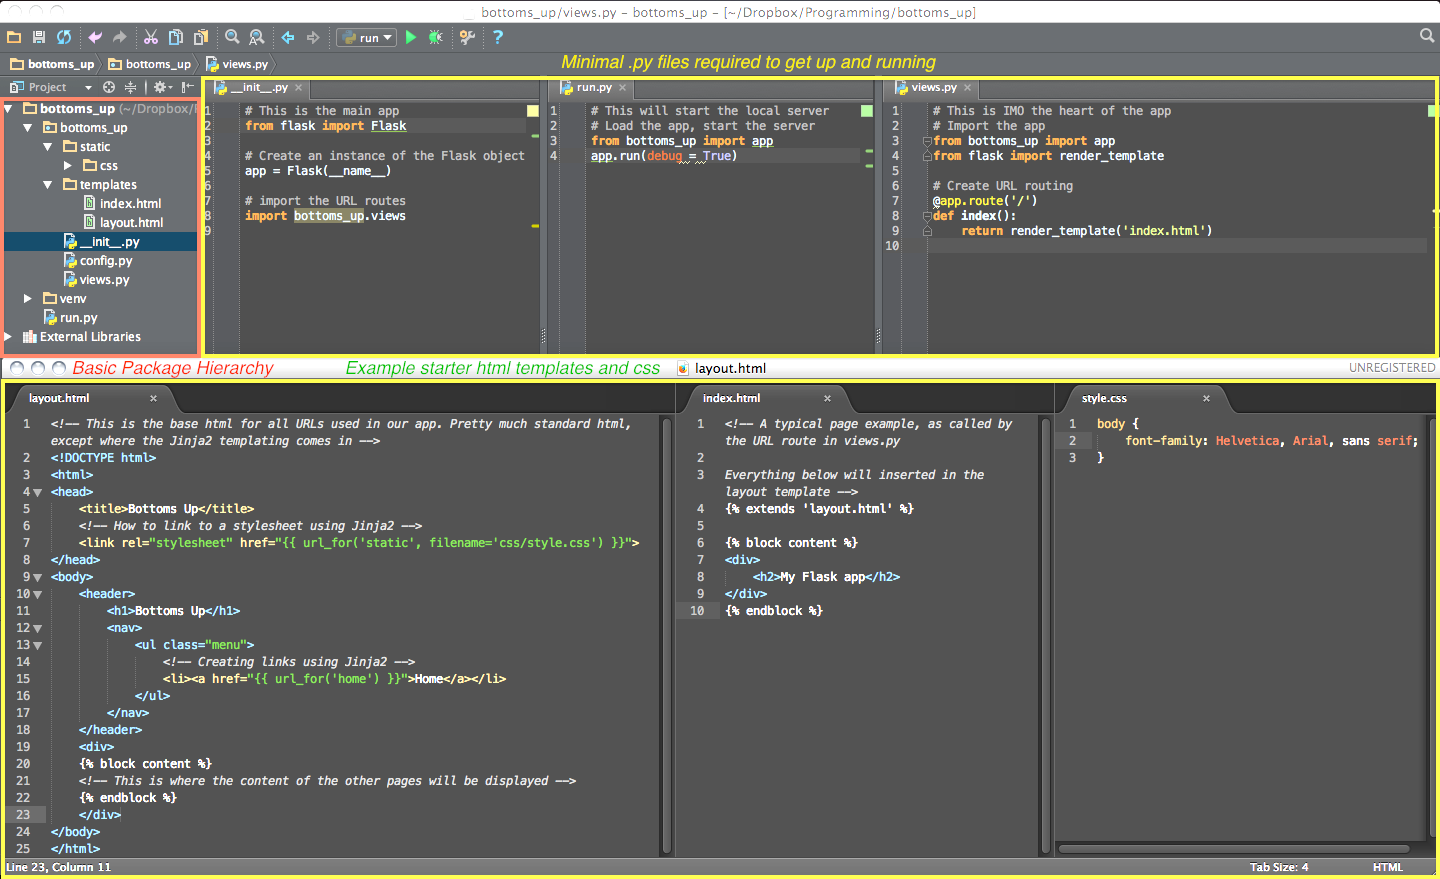 bottoms_up/views.py – bottoms_up – [~/Dropbox/Programming/bottoms_up]
run
bottoms_up bottoms_up views.py
Minimal .py files required to get up and running
Project
bottoms_up (~/Dropbox/
bottoms_up
static
css
templates
index.html
layout.html
__init__.py
config.py
views.py
venv
run.py
External Libraries
__init__.py
1 # This is the main app
2 from flask import Flask
3
4 # Create an instance of the Flask object
5 app = Flask(__name__)
6
7 # import the URL routes
8 import bottoms_up.views
9
run.py
1 # This will start the local server
2 # Load the app, start the server
3 from bottoms_up import app
4 app.run(debug = True)
views.py
1 # This is IMO the heart of the app
2 # Import the app
3 from bottoms_up import app
4 from flask import render_template
5
6 # Create URL routing
7 @app.route('/')
8 def index():
9 return render_template('index.html')
10
Basic Package Hierarchy
Example starter html templates and css
layout.html
UNREGISTERED
layout.html
1 <!-- This is the base html for all URLs used in our app. Pretty much standard html,
except where the Jinja2 templating comes in -->
2 <!DOCTYPE html>
3 <html>
4 <head>
5 <title>Bottoms Up</title>
6 <!-- How to link to a stylesheet using Jinja2 -->
7 <link rel="stylesheet" href="{{ url_for('static', filename='css/style.css') }}">
8 </head>
9 <body>
10 <header>
11 <h1>Bottoms Up</h1>
12 <nav>
13 <ul class="menu">
14 <!-- Creating links using Jinja2 -->
15 <li><a href="{{ url_for('home') }}">Home</a></li>
16 </ul>
17 </nav>
18 </header>
19 <div>
20 {% block content %}
21 <!-- This is where the content of the other pages will be displayed -->
22 {% endblock %}
23 </div>
24 </body>
25 </html>
index.html
1 <!-- A typical page example, as called by
the URL route in views.py
2
3 Everything below will inserted in the
layout template -->
4 {% extends 'layout.html' %}
5
6 {% block content %}
7 <div>
8 <h2>My Flask app</h2>
9 </div>
10 {% endblock %}
style.css
1 body {
2 font-family: Helvetica, Arial, sans serif;
3 }
Line 23, Column 11
Tab Size: 4
HTML